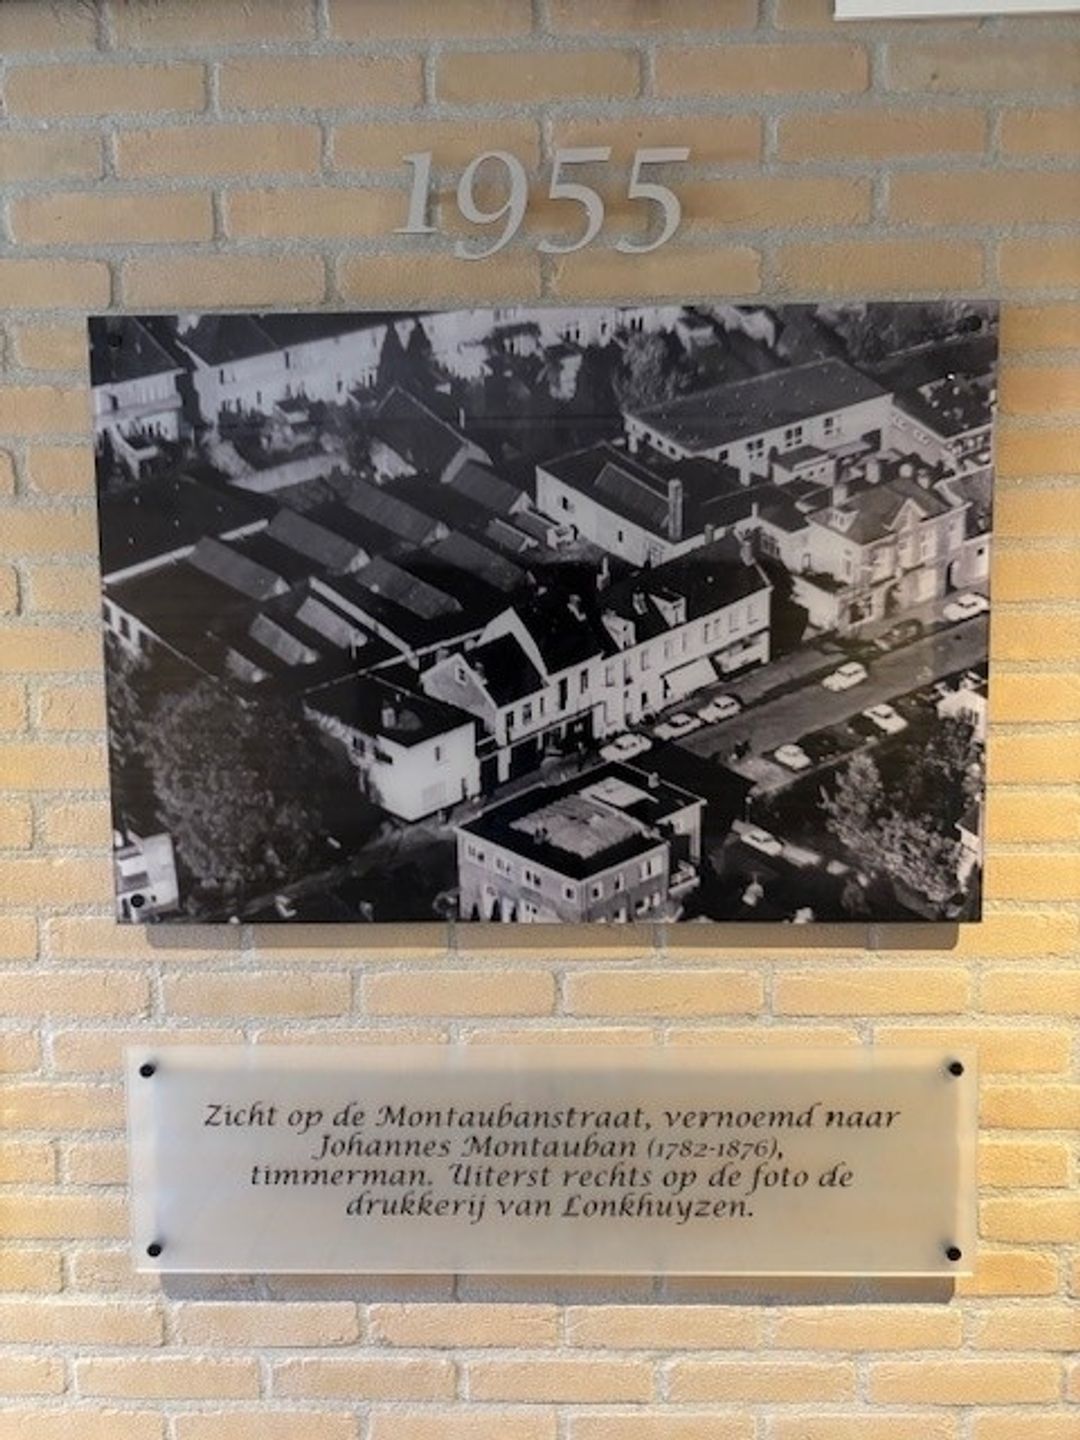 1955
Zicht op de Montaubanstraat, vernoemd naar
Johannes Montauban (1782-1876),
timmerman. Uiterst rechts op de foto de
drukkerij van Lonkhuyzen.